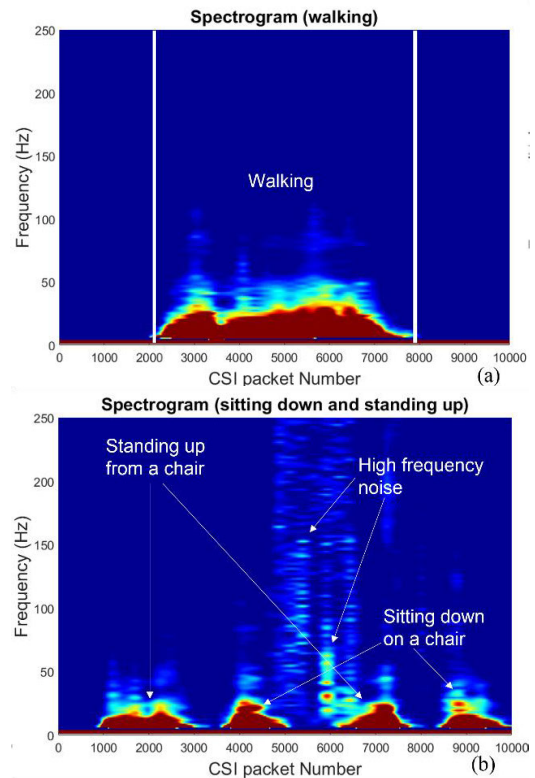 Spectrogram (walking)
250
200
150
100
50
0
Frequency (Hz)
Walking
0 1000 2000 3000 4000 5000 6000 7000 8000 9000 10000
CSI packet Number
(a)
Spectrogram (sitting down and standing up)
250
200
150
100
50
0
Frequency (Hz)
Standing up
from a chair
High frequency
noise
Sitting down
on a chair
0 1000 2000 3000 4000 5000 6000 7000 8000 9000 10000
CSI packet Number
(b)